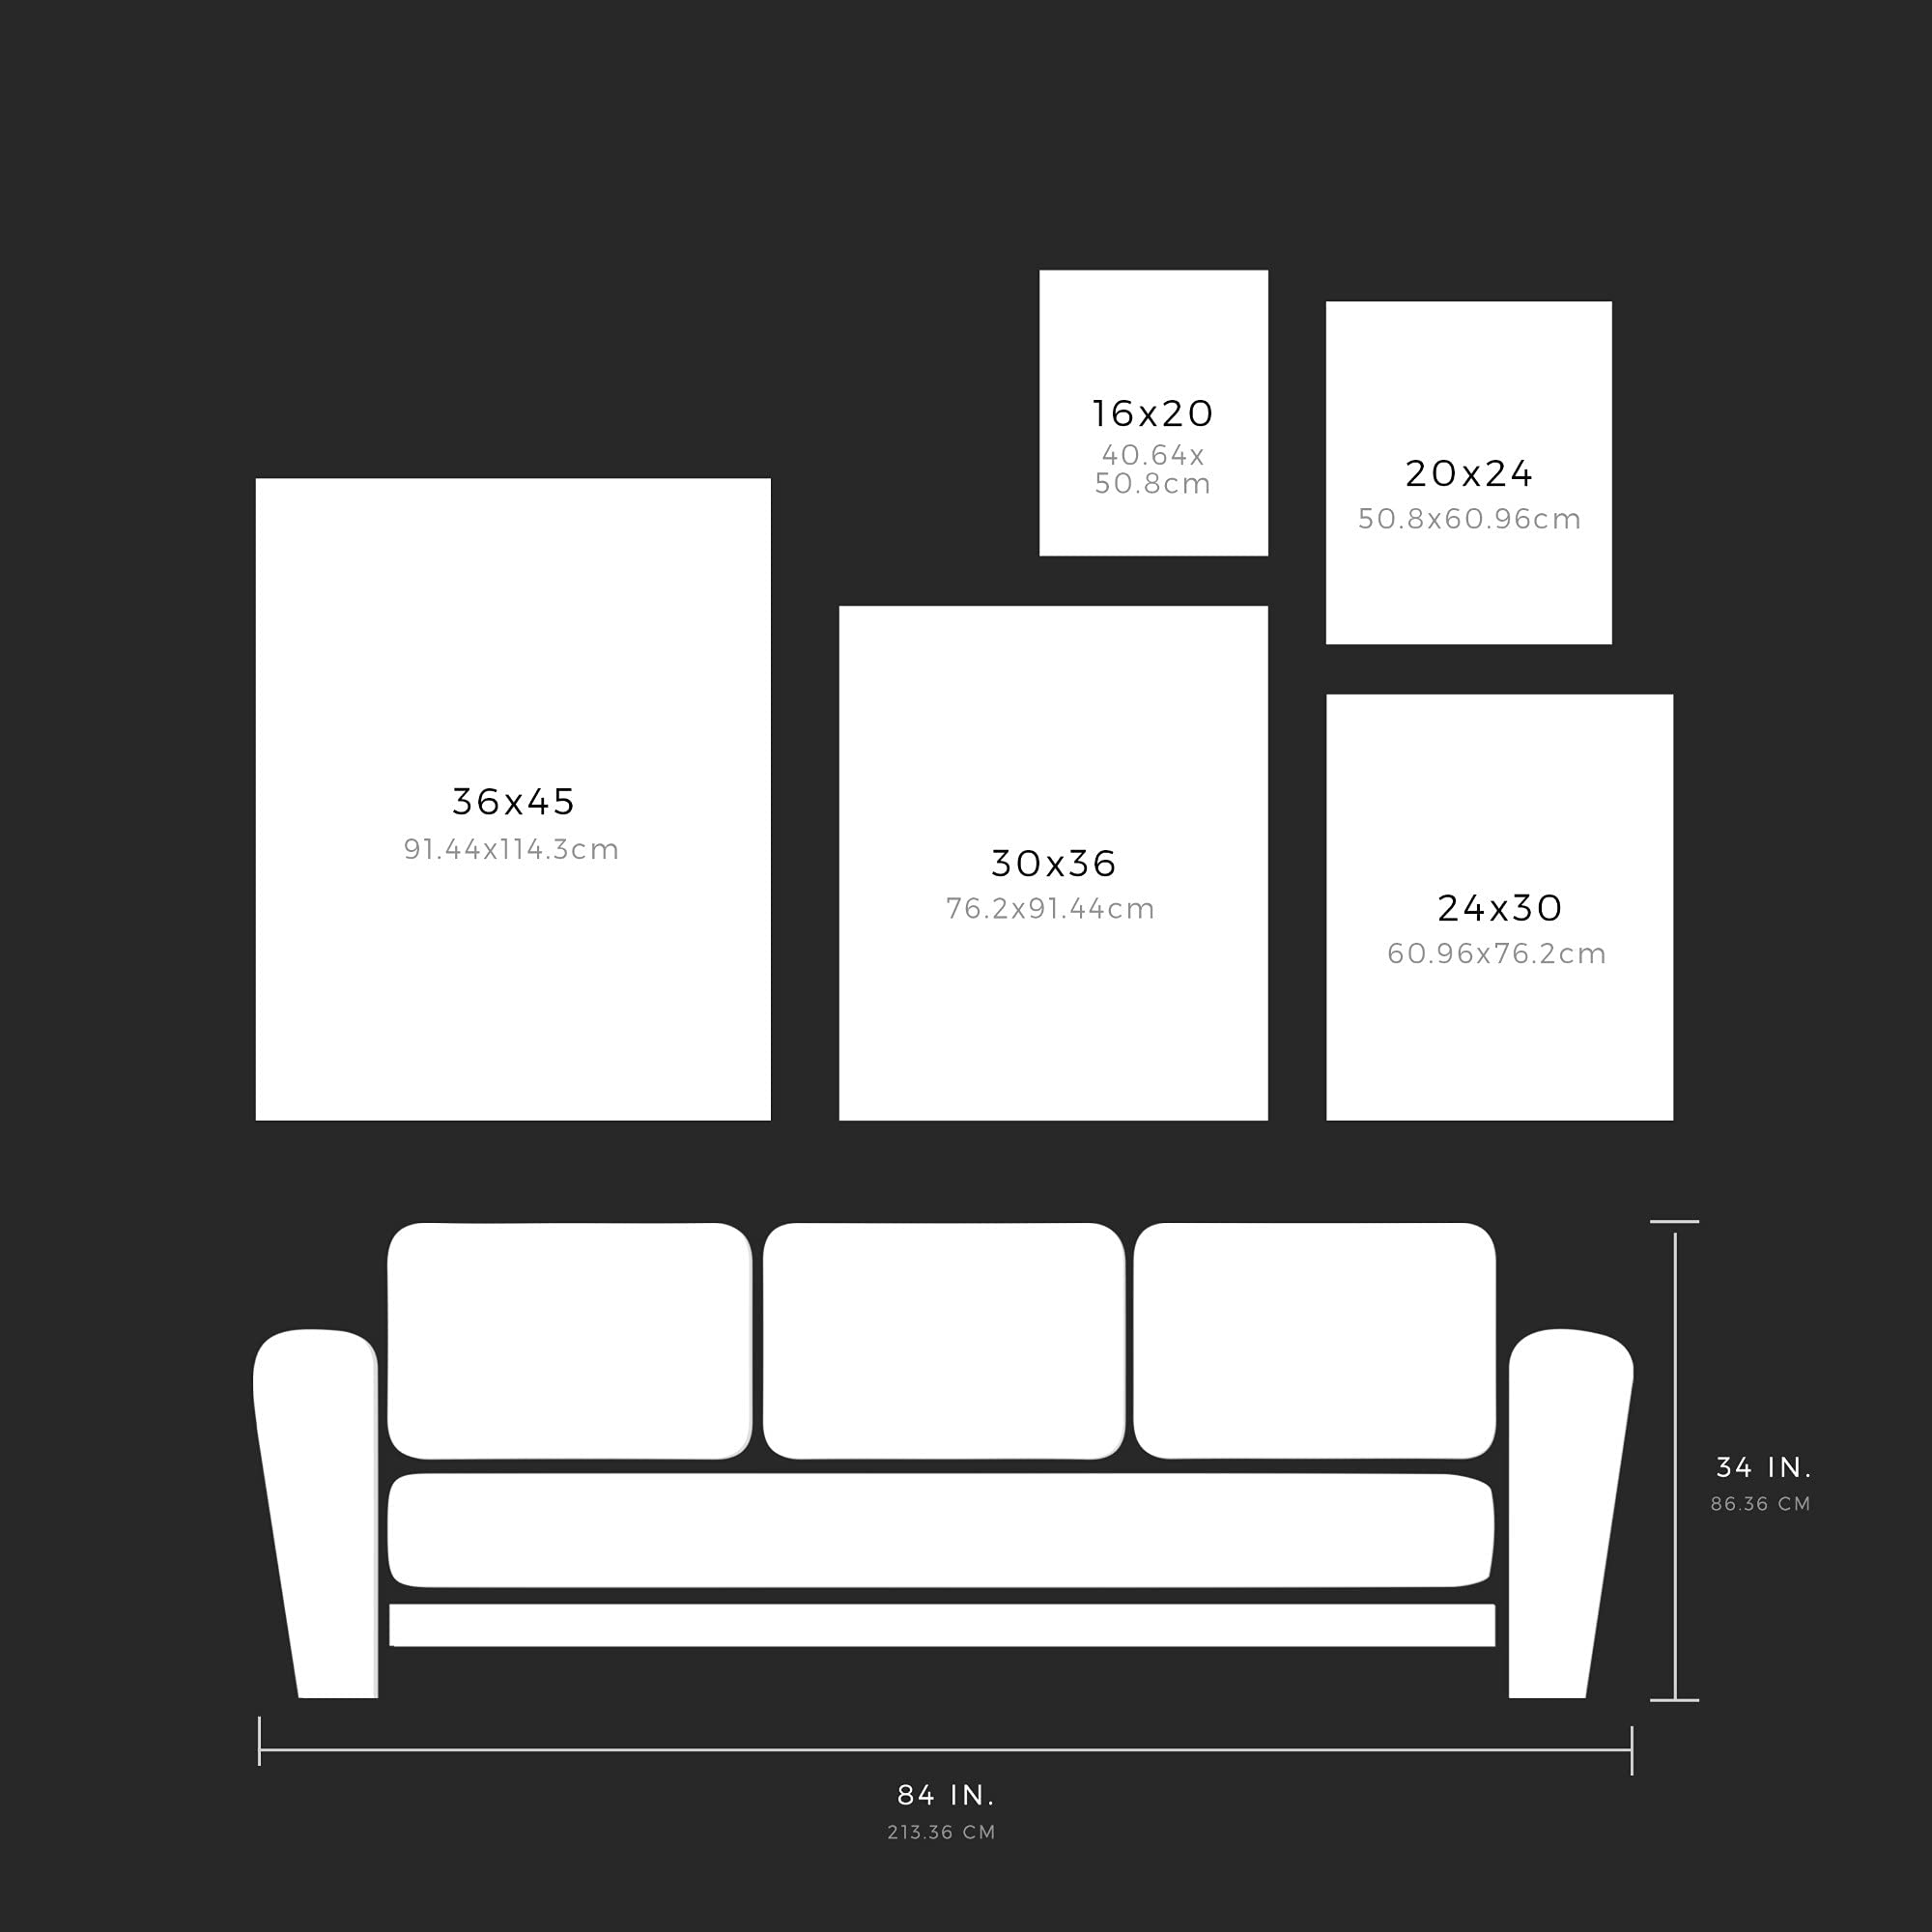 16x20
40.64x
50.8cm
20x24
50.8x60.96cm
36x45
91.44x114.3cm
30x36
76.2x91.44cm
24x30
60.96x76.2cm
34 IN.
86.36 CM
84 IN.
213.36 CM